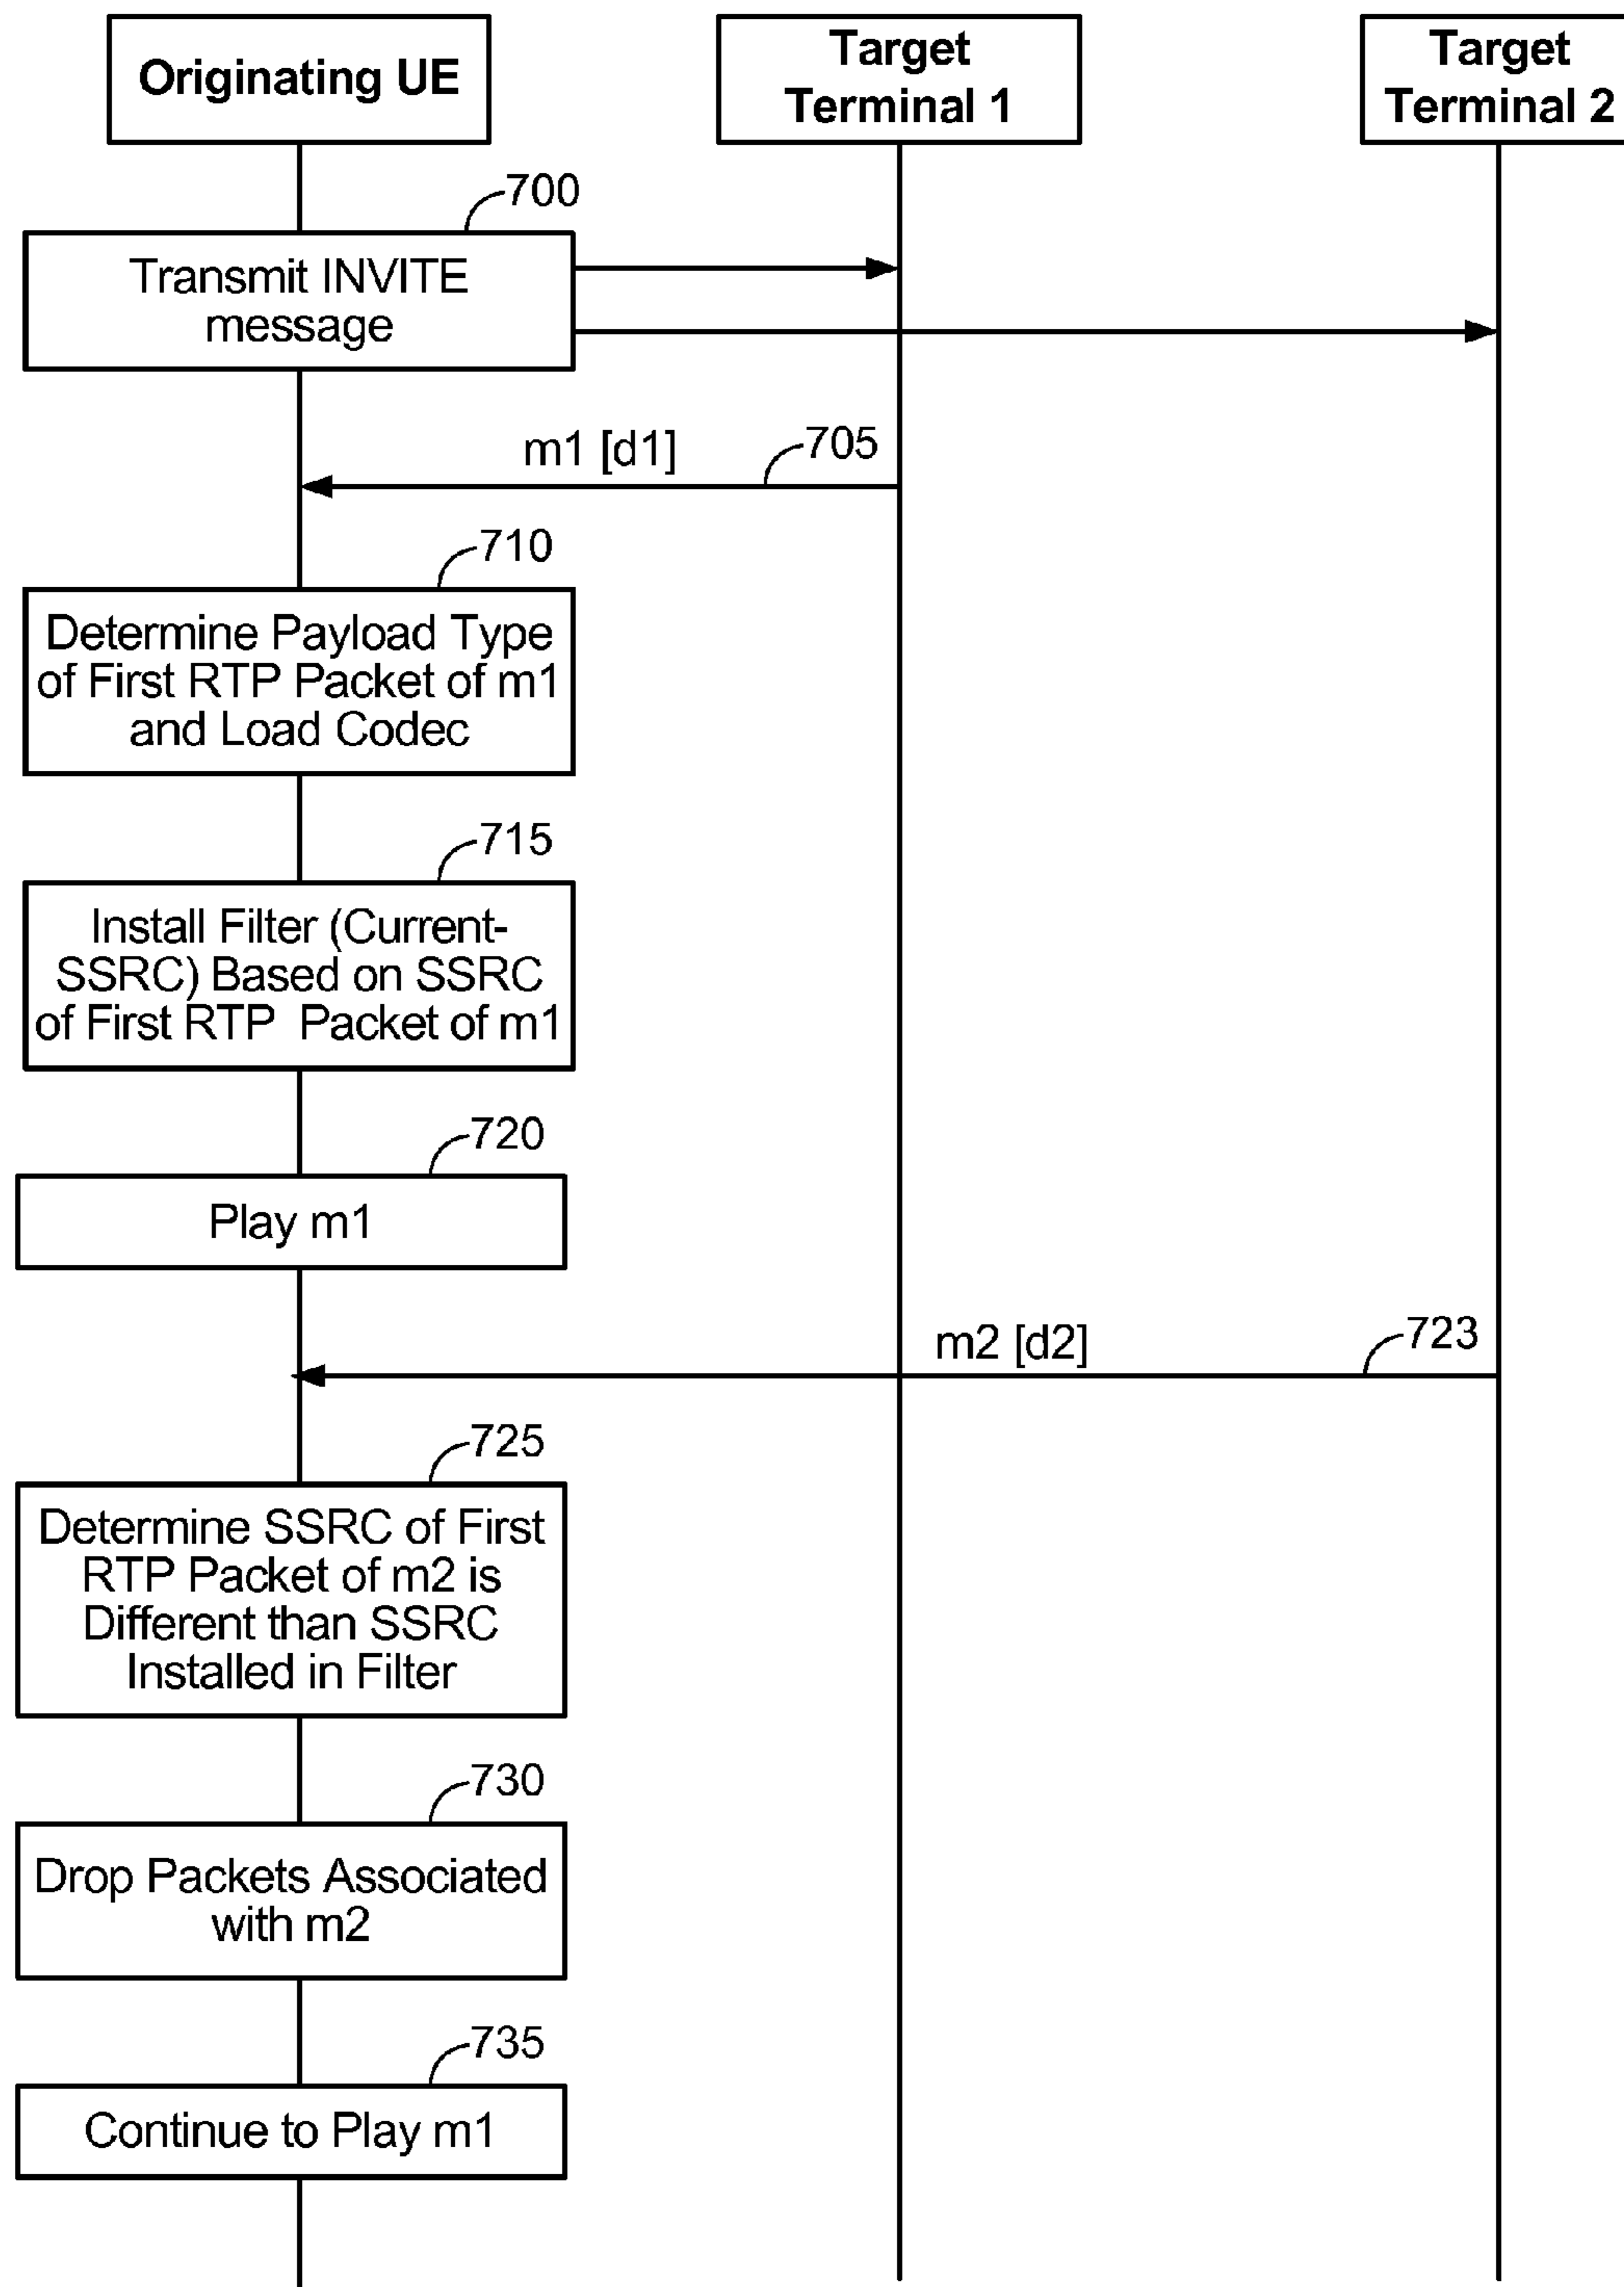 Originating UE
Target
Terminal 1
Target
Terminal 2
700
Transmit INVITE
message
m1 [d1]
705
710
Determine Payload Type
of First RTP Packet of m1
and Load Codec
715
Install Filter (Current-
SSRC) Based on SSRC
of First RTP Packet of m1
720
Play m1
m2 [d2]
723
725
Determine SSRC of First
RTP Packet of m2 is
Different than SSRC
Installed in Filter
730
Drop Packets Associated
with m2
735
Continue to Play m1